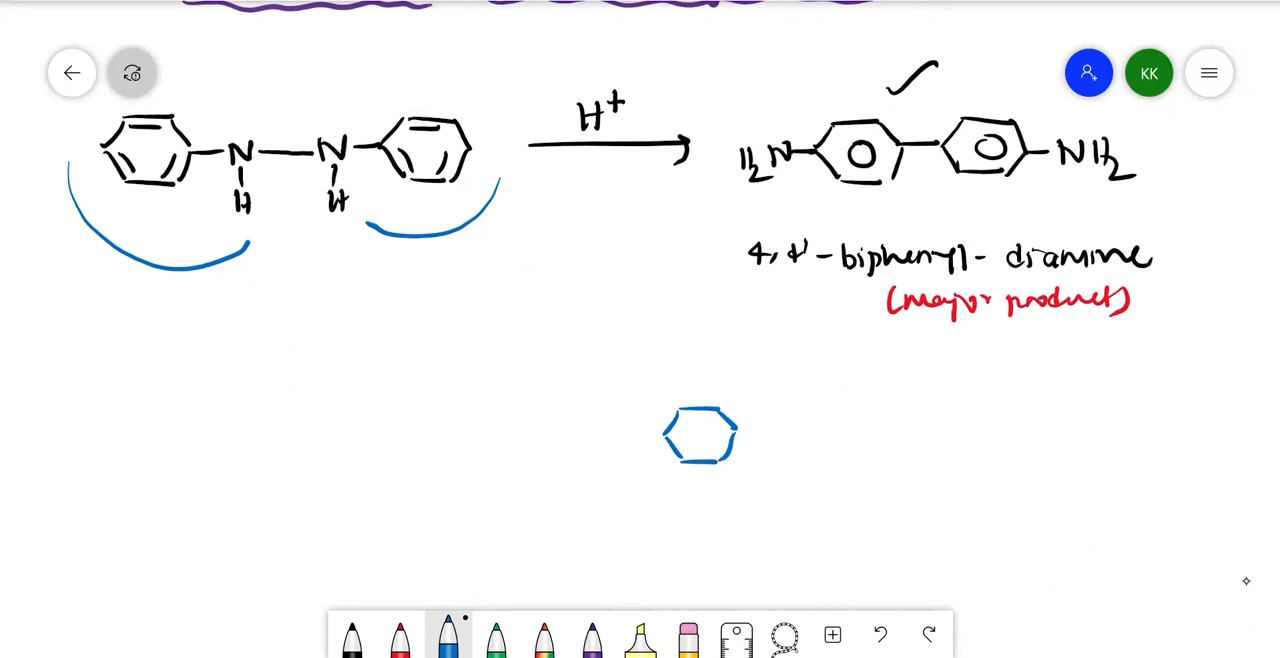 KK
N — N
H H
H+
H2N NH2
4,4'-biphenyl-diamine
(major product)